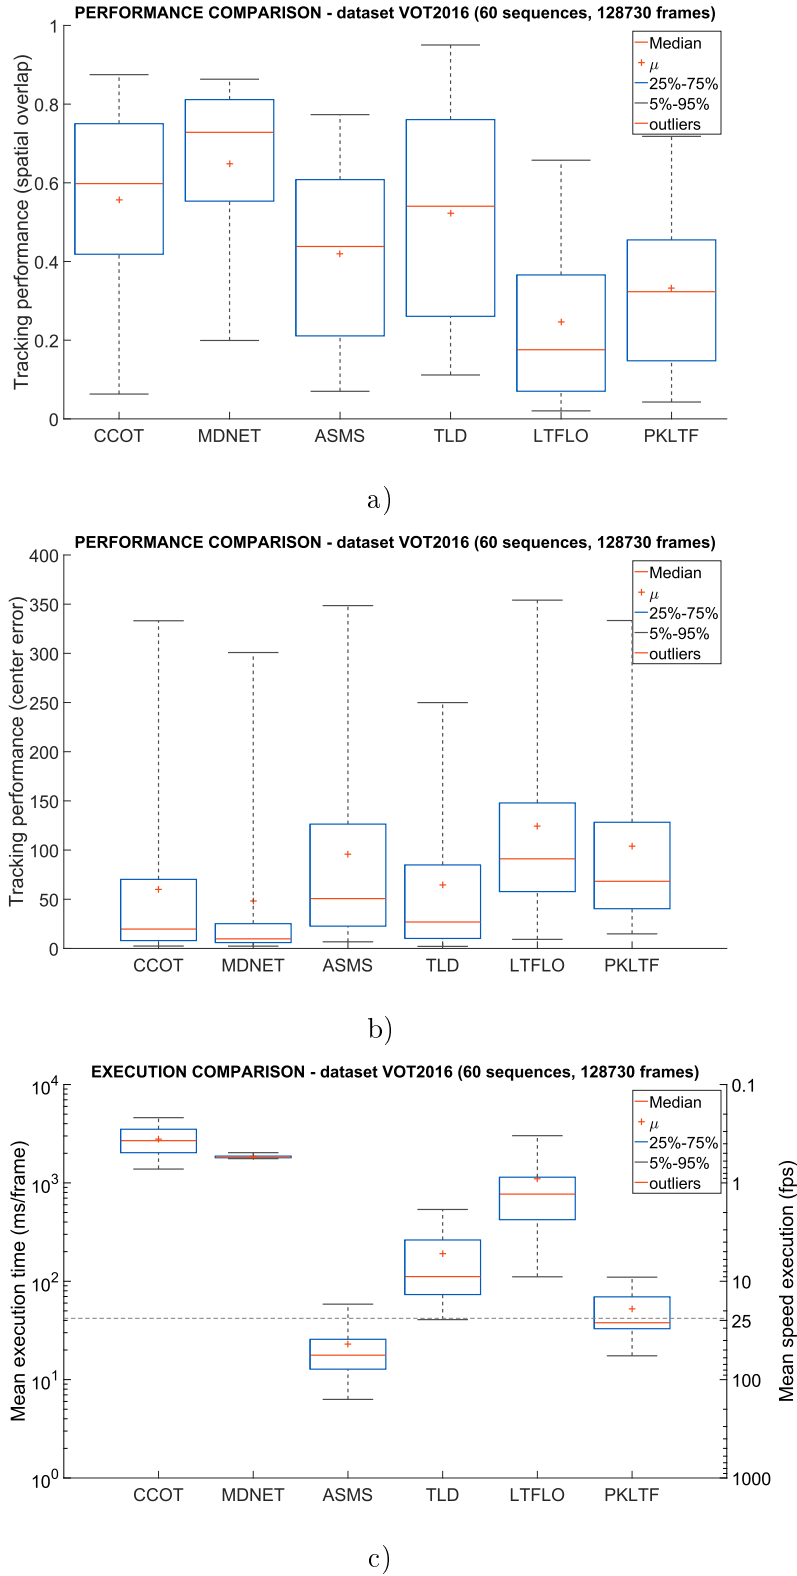 PERFORMANCE COMPARISON - dataset VOT2016 (60 sequences, 128730 frames)
Tracking performance (spatial overlap)
1
0.8
0.6
0.4
0.2
0
Median
μ
25%-75%
5%-95%
outliers
CCOT MDNET ASMS TLD LTFLO PKLTF
a)
PERFORMANCE COMPARISON - dataset VOT2016 (60 sequences, 128730 frames)
Tracking performance (center error)
400
350
300
250
200
150
100
50
0
Median
μ
25%-75%
5%-95%
outliers
CCOT MDNET ASMS TLD LTFLO PKLTF
b)
EXECUTION COMPARISON - dataset VOT2016 (60 sequences, 128730 frames)
Mean execution time (ms/frame)
10^4
10^3
10^2
10^1
10^0
Median
μ
25%-75%
5%-95%
outliers
0.1
1
10
25
100
1000
Mean speed execution (fps)
CCOT MDNET ASMS TLD LTFLO PKLTF
c)